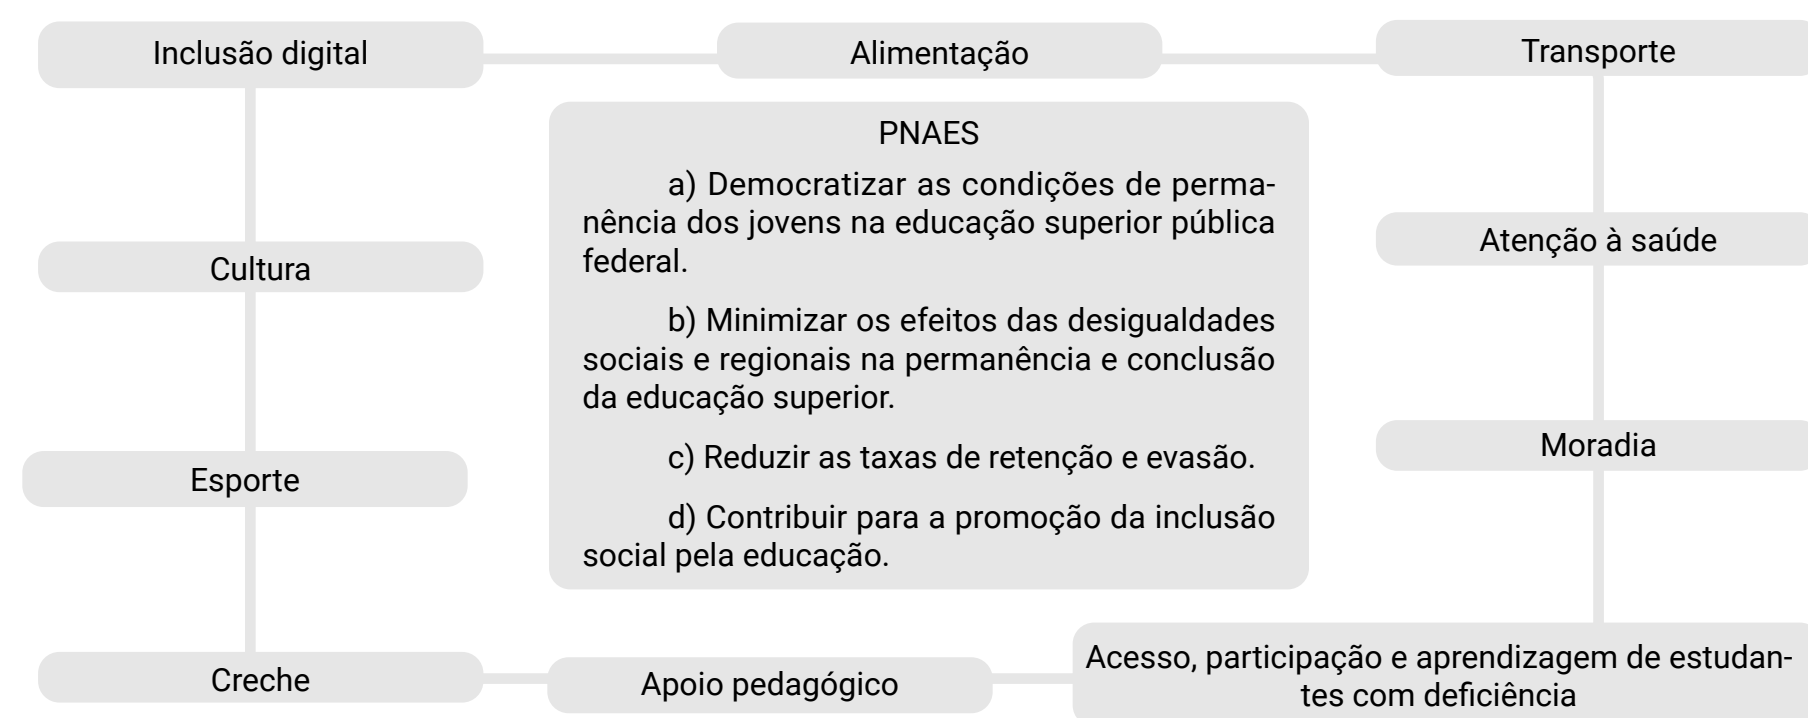 Inclusão digital
Alimentação
Transporte
PNAES
a) Democratizar as condições de perma-
nência dos jovens na educação superior pública
federal.
b) Minimizar os efeitos das desigualdades
sociais e regionais na permanência e conclusão
da educação superior.
c) Reduzir as taxas de retenção e evasão.
d) Contribuir para a promoção da inclusão
social pela educação.
Cultura
Atenção à saúde
Esporte
Moradia
Creche
Apoio pedagógico
Acesso, participação e aprendizagem de estudan-
tes com deficiência